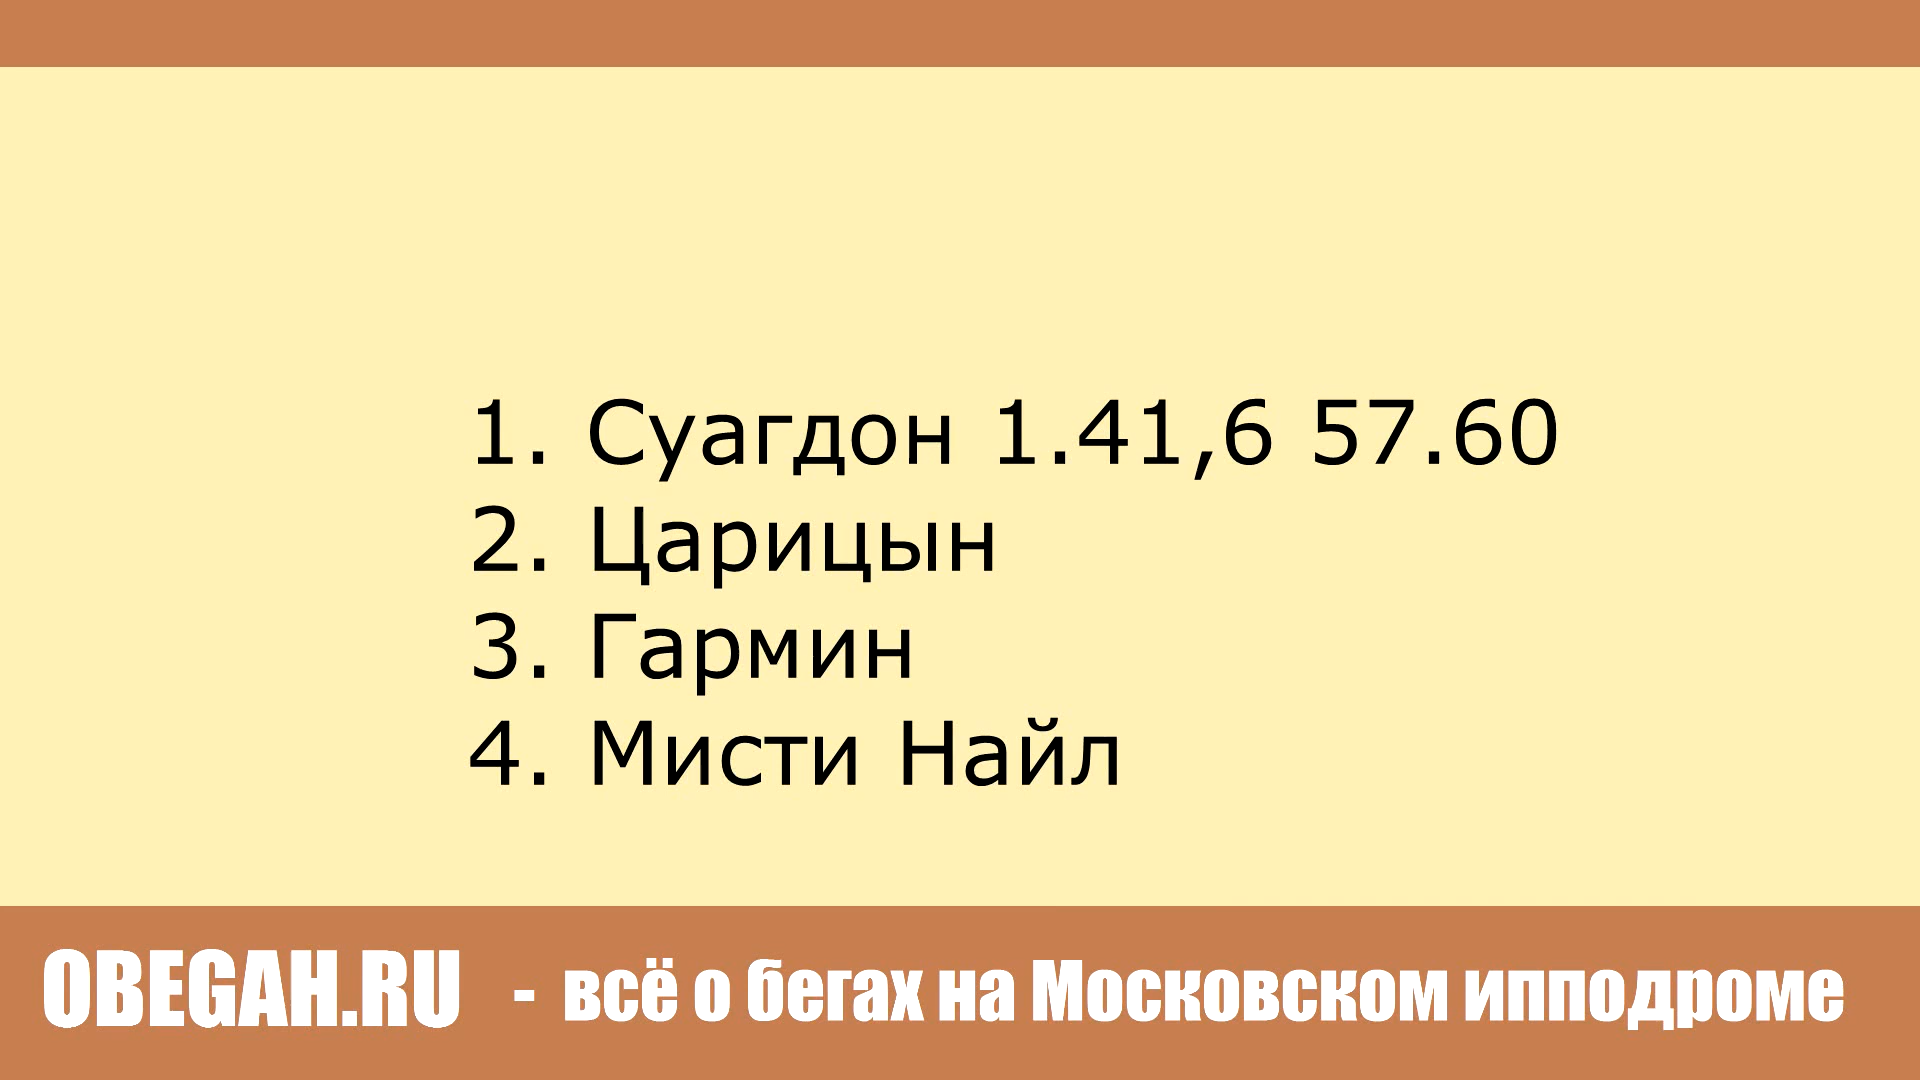 1. Суагдон 1.41,6 57.60
2. Царицын
3. Гармин
4. Мисти Найл
OBEGAH.RU - всё о бегах на Московском ипподроме